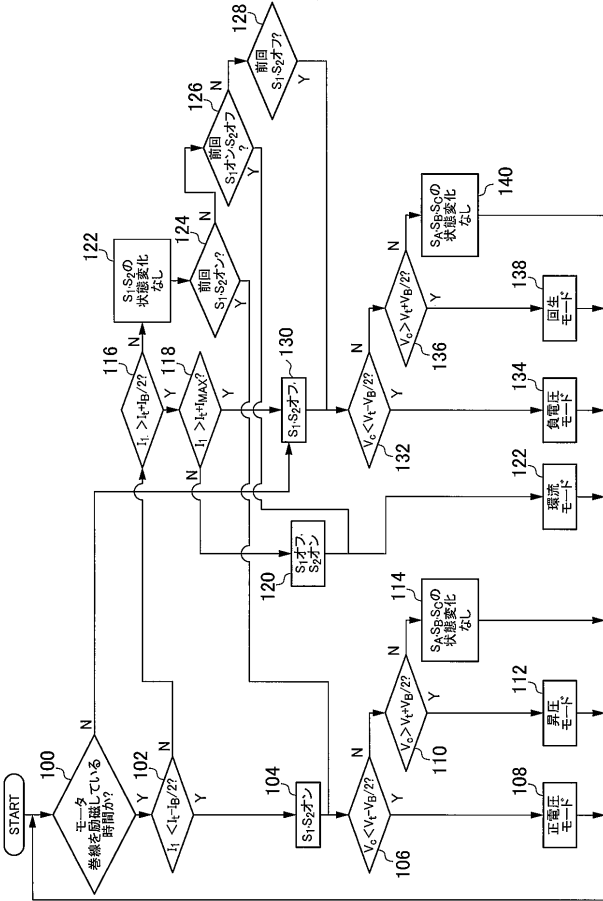 START
100
モータ
巻線を励磁している
時間か?
N
Y
102
I₁ <It-IB/2?
N
Y
104
S₁·S₂オン
106
Vc<Vt-VB/2?
N
Y
108
正電圧
モード
110
Vc>Vt+VB/2?
N
Y
112
昇圧
モード
114
SA·SB·SCの
状態変化
なし
116
I₁ >It+IB/2?
N
Y
118
I₁ >It+IMAX?
N
Y
120
S₁オフ·
S₂オン
122
環流
モード
122
S₁·S₂の
状態変化
なし
124
前回
S₁·S₂オン?
N
Y
126
前回
S₁オン·S₂オフ
?
N
Y
128
前回
S₁·S₂オフ?
Y
130
S₁·S₂オフ·
132
Vc<Vt-VB/2?
N
Y
134
負電圧
モード
136
Vc>Vt+VB/2?
N
Y
138
回生
モード
140
SA·SB·SCの
状態変化
なし